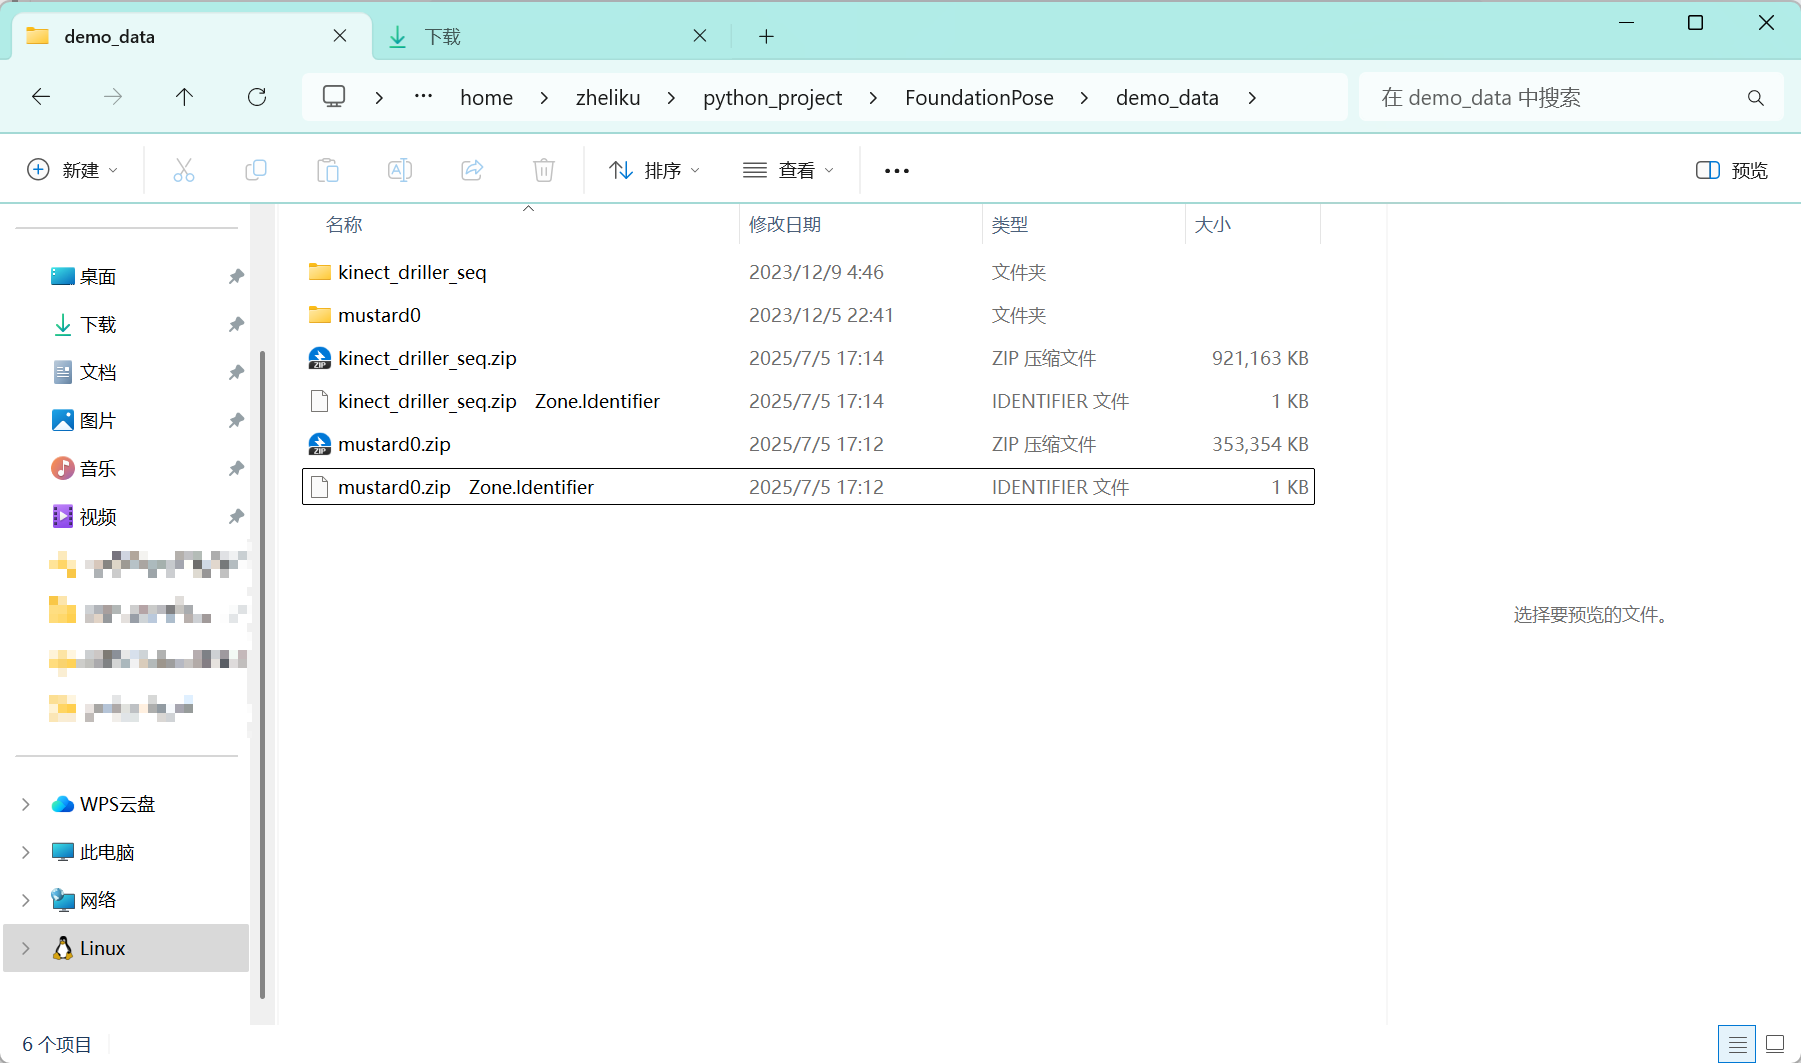 demo_data
下载
home
zheliku
python_project
FoundationPose
demo_data
在 demo_data 中搜索
新建
排序
查看
预览
名称 修改日期 类型 大小
桌面
下载
文档
图片
音乐
视频
WPS云盘
此电脑
网络
Linux
kinect_driller_seq 2023/12/9 4:46 文件夹
mustard0 2023/12/5 22:41 文件夹
kinect_driller_seq.zip 2025/7/5 17:14 ZIP 压缩文件 921,163 KB
kinect_driller_seq.zip Zone.Identifier 2025/7/5 17:14 IDENTIFIER 文件 1 KB
mustard0.zip 2025/7/5 17:12 ZIP 压缩文件 353,354 KB
mustard0.zip Zone.Identifier 2025/7/5 17:12 IDENTIFIER 文件 1 KB
选择要预览的文件。
6 个项目